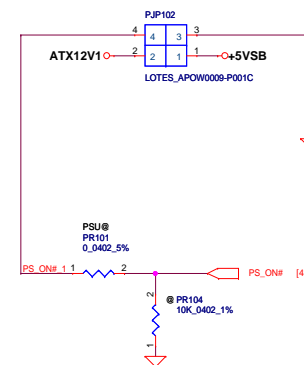 PJP102
4 4 3 3
ATX12V1 2 2 1 1 +5VSB
LOTES_APOW0009-P001C
PSU@
PR101
0_0402_5%
PS_ON#_1 1 2 PS_ON# [4
2 @ PR104
10K_0402_1%
1